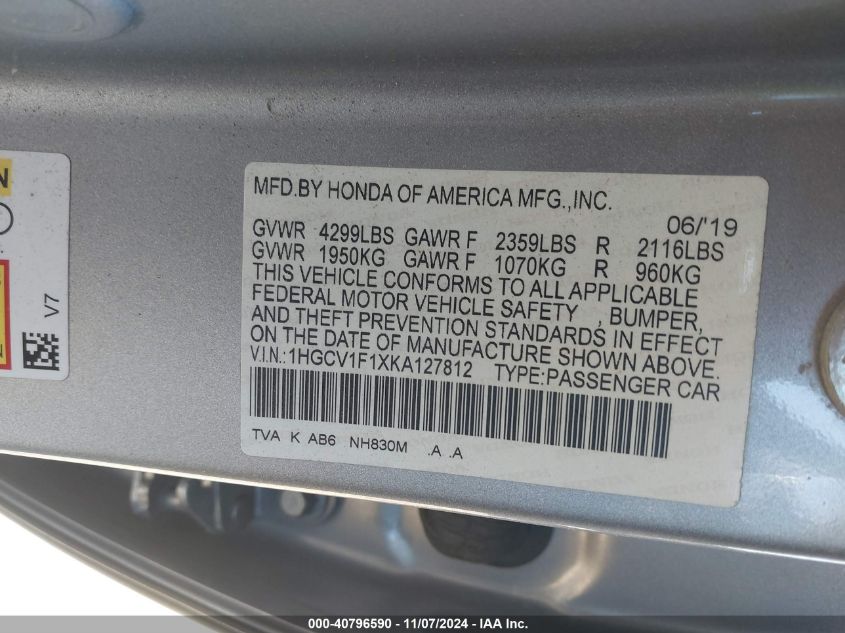 MFD.BY HONDA OF AMERICA MFG.,INC.
06/'19
GVWR 4299LBS GAWR F 2359LBS R 2116LBS
GVWR 1950KG GAWR F 1070KG R 960KG
THIS VEHICLE CONFORMS TO ALL APPLICABLE
FEDERAL MOTOR VEHICLE SAFETY , BUMPER,
AND THEFT PREVENTION STANDARDS IN EFFECT
ON THE DATE OF MANUFACTURE SHOWN ABOVE.
V.I.N.:1HGCV1F1XKA127812 TYPE:PASSENGER CAR
TVA K AB6 NH830M .A .A
V7
000-40796590 - 11/07/2024 - IAA Inc.